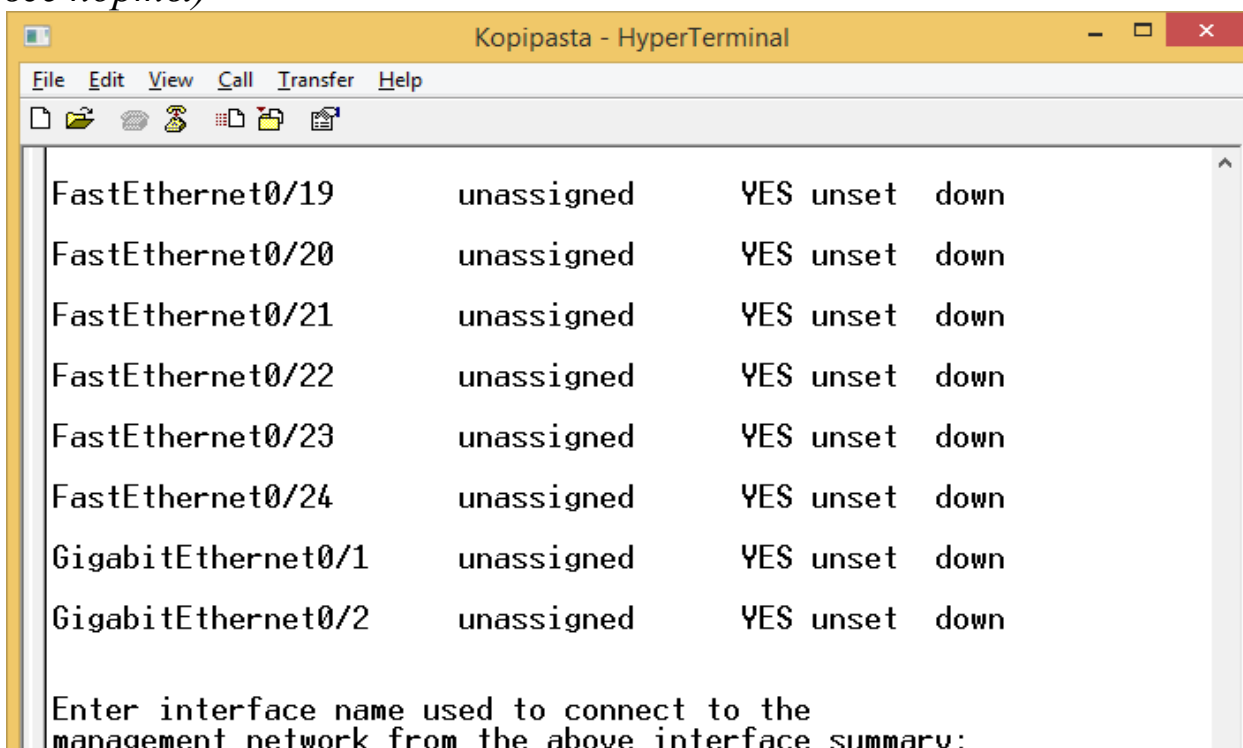 все порты.)
Kopipasta - HyperTerminal
File Edit View Call Transfer Help
FastEthernet0/19 unassigned YES unset down
FastEthernet0/20 unassigned YES unset down
FastEthernet0/21 unassigned YES unset down
FastEthernet0/22 unassigned YES unset down
FastEthernet0/23 unassigned YES unset down
FastEthernet0/24 unassigned YES unset down
GigabitEthernet0/1 unassigned YES unset down
GigabitEthernet0/2 unassigned YES unset down
Enter interface name used to connect to the
management network from the above interface summary: